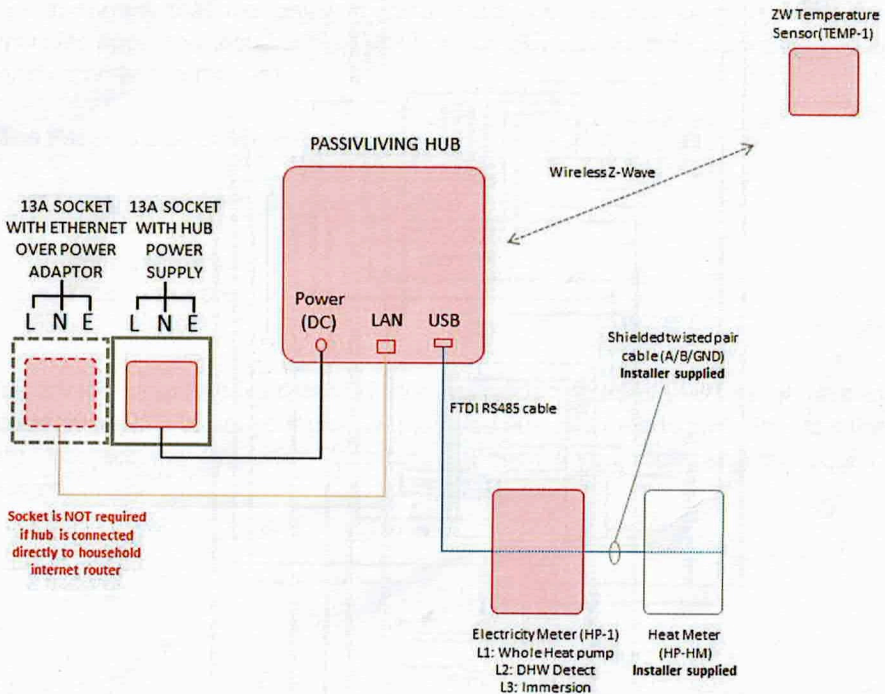 ZW Temperature
Sensor(TEMP-1)
PASSIVLIVING HUB
Wireless Z-Wave
13A SOCKET
WITH ETHERNET
OVER POWER
ADAPTOR
13A SOCKET
WITH HUB
POWER
SUPPLY
L N E
L N E
Power
(DC)
LAN
USB
Shielded twisted pair
cable (A/B/GND)
Installer supplied
FTDI RS485 cable
Socket is NOT required
if hub is connected
directly to household
internet router
Electricity Meter (HP-1)
L1: Whole Heat pump
L2: DHW Detect
L3: Immersion
Heat Meter
(HP-HM)
Installer supplied